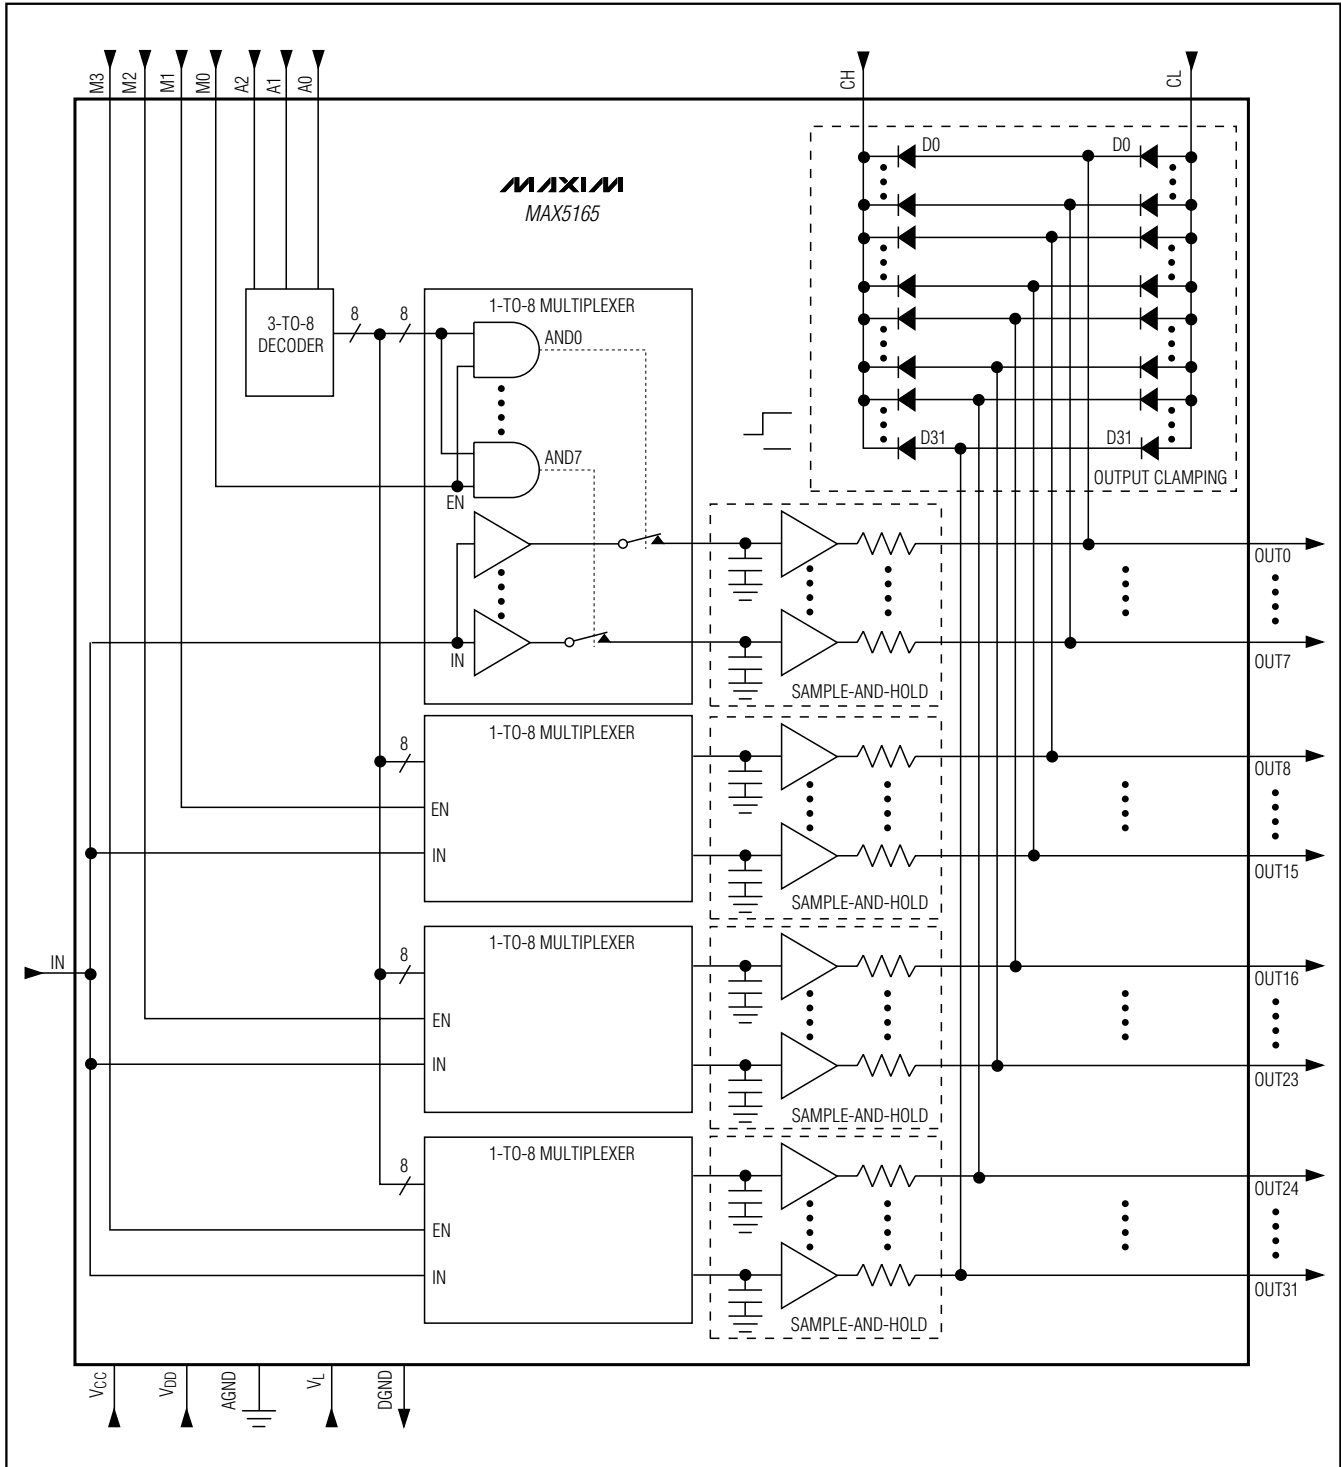 M3 M2 M1 M0 A2 A1 A0 CH CL
D0 D0
MAXIM
MAX5165
1-TO-8 MULTIPLEXER
3-TO-8
DECODER
8 8
AND0
AND7
EN
IN
D31 D31
OUTPUT CLAMPING
SAMPLE-AND-HOLD
OUT0
OUT7
1-TO-8 MULTIPLEXER
8
EN
IN
SAMPLE-AND-HOLD
OUT8
OUT15
IN
1-TO-8 MULTIPLEXER
8
EN
IN
SAMPLE-AND-HOLD
OUT16
OUT23
1-TO-8 MULTIPLEXER
8
EN
IN
SAMPLE-AND-HOLD
OUT24
OUT31
VCC VDD AGND VL DGND